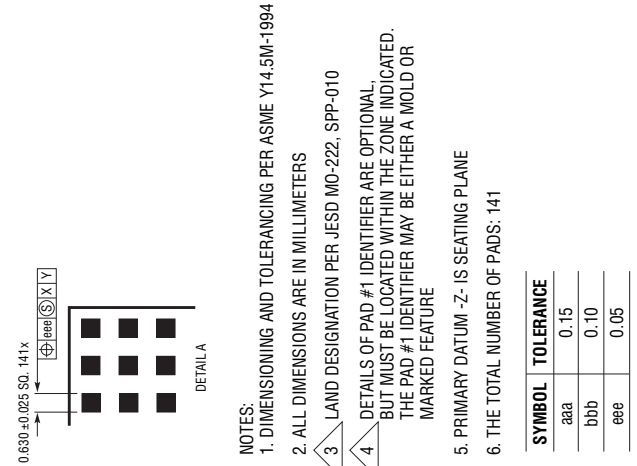 0.630 ±0.025 SQ. 141x
⌖ eee Ⓢ X Y
DETAIL A
NOTES:
1. DIMENSIONING AND TOLERANCING PER ASME Y14.5M-1994
2. ALL DIMENSIONS ARE IN MILLIMETERS
3 LAND DESIGNATION PER JESD MO-222, SPP-010
4 DETAILS OF PAD #1 IDENTIFIER ARE OPTIONAL,
BUT MUST BE LOCATED WITHIN THE ZONE INDICATED.
THE PAD #1 IDENTIFIER MAY BE EITHER A MOLD OR
MARKED FEATURE
5. PRIMARY DATUM -Z- IS SEATING PLANE
6. THE TOTAL NUMBER OF PADS: 141
SYMBOL TOLERANCE
aaa 0.15
bbb 0.10
eee 0.05